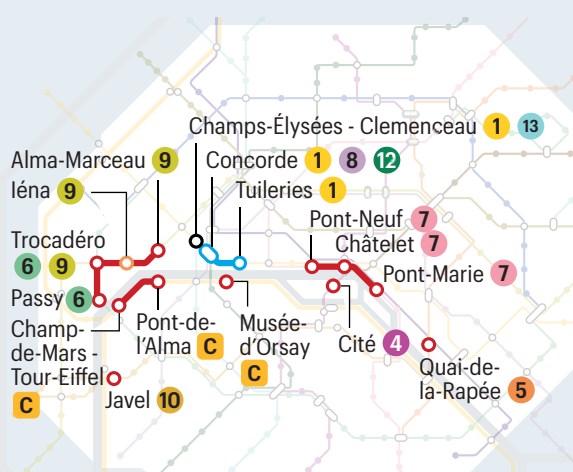 Champs-Élysées - Clemenceau 1 13
Alma-Marceau 9
Concorde 1 8 12
Iéna 9
Tuileries 1
Trocadéro
6 9
Pont-Neuf 7
Châtelet 7
Pont-Marie 7
Passy 6
Champ-
de-Mars -
Tour-Eiffel
C
Pont-de-
l'Alma C
Musée-
d'Orsay
C
Cité 4
Quai-de-
la-Rapée 5
Javel 10